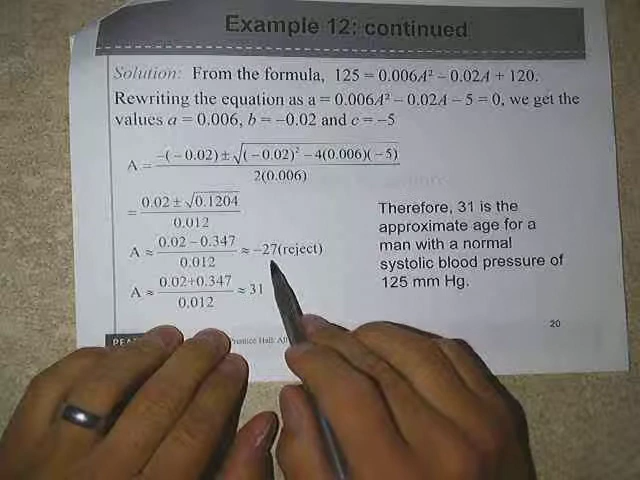 Example 12: continued
Solution: From the formula, 125 = 0.006A² − 0.02A + 120.
Rewriting the equation as a = 0.006A² − 0.02A − 5 = 0, we get the
values a = 0.006, b = −0.02 and c = −5
A = −(−0.02) ± √(−0.02)² − 4(0.006)(−5)
2(0.006)
= 0.02 ± √0.1204
0.012
A ≈ 0.02 − 0.347 ≈ −27(reject)
0.012
A ≈ 0.02+0.347 ≈ 31
0.012
Therefore, 31 is the
approximate age for a
man with a normal
systolic blood pressure of
125 mm Hg.
20
Prentice Hall.